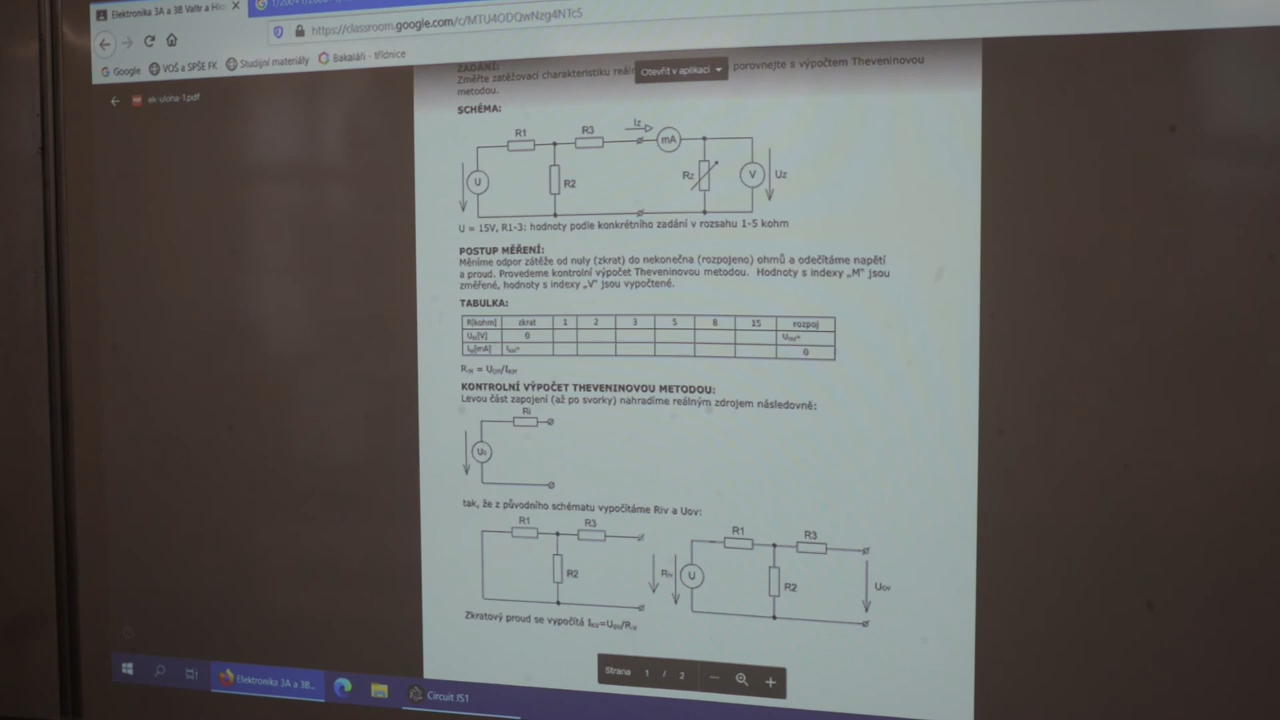 Elektronika 3A a 3B Valtr a
https://classroom.google.com/c/MTU4ODQwNzg4NTc5
Google VOŠ a SPŠE FK Studijní materiály Bakaláři - třídnice
ek-uloha-1.pdf
ZADÁNÍ:
Změřte zatěžovací charakteristiku Otevřít v aplikaci porovnejte s výpočtem Theveninovou
metodou.
SCHÉMA:
R1 R3 Iz mA
U R2 Rz V Uz
U = 15V, R1-3: hodnoty podle konkrétního zadání v rozsahu 1-5 kohm
POSTUP MĚŘENÍ:
Měníme odpor zátěže od nuly (zkrat) do nekonečna (rozpojeno) ohmů a odečítáme napětí
a proud. Provedeme kontrolní výpočet Theveninovou metodou. Hodnoty s indexy „M" jsou
změřené, hodnoty s indexy „V" jsou vypočtené.
TABULKA:
R[kohm] zkrat 1 2 3 5 8 15 rozpoj
UM[V] 0 U0M=
IM[mA] IKM= 0
RiM = U0M/IKM
KONTROLNÍ VÝPOČET THEVENINOVOU METODOU:
Levou část zapojení (až po svorky) nahradíme reálným zdrojem následovně:
Ri
U0
tak, že z původního schématu vypočítáme Riv a Uov:
R1 R3 R1 R3
R2 Riv U R2 Uov
Zkratový proud se vypočítá IKV=U0V/RiV
Strana 1 / 2
Elektronika 3A a 3B... Circuit JS1